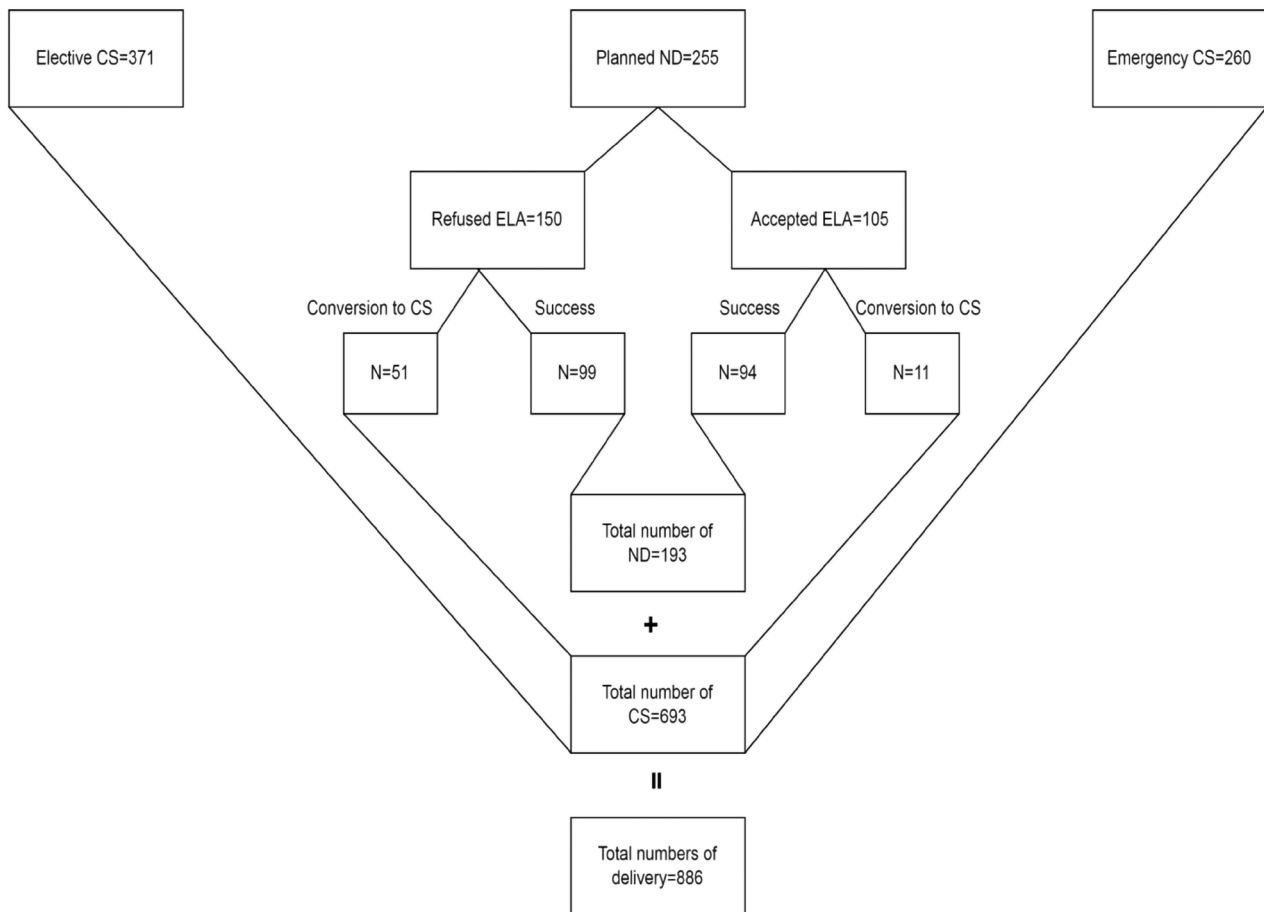 Elective CS=371
Planned ND=255
Emergency CS=260
Refused ELA=150
Accepted ELA=105
Conversion to CS
Success
Success
Conversion to CS
N=51
N=99
N=94
N=11
Total number of
ND=193
+
Total number of
CS=693
=
Total numbers of
delivery=886